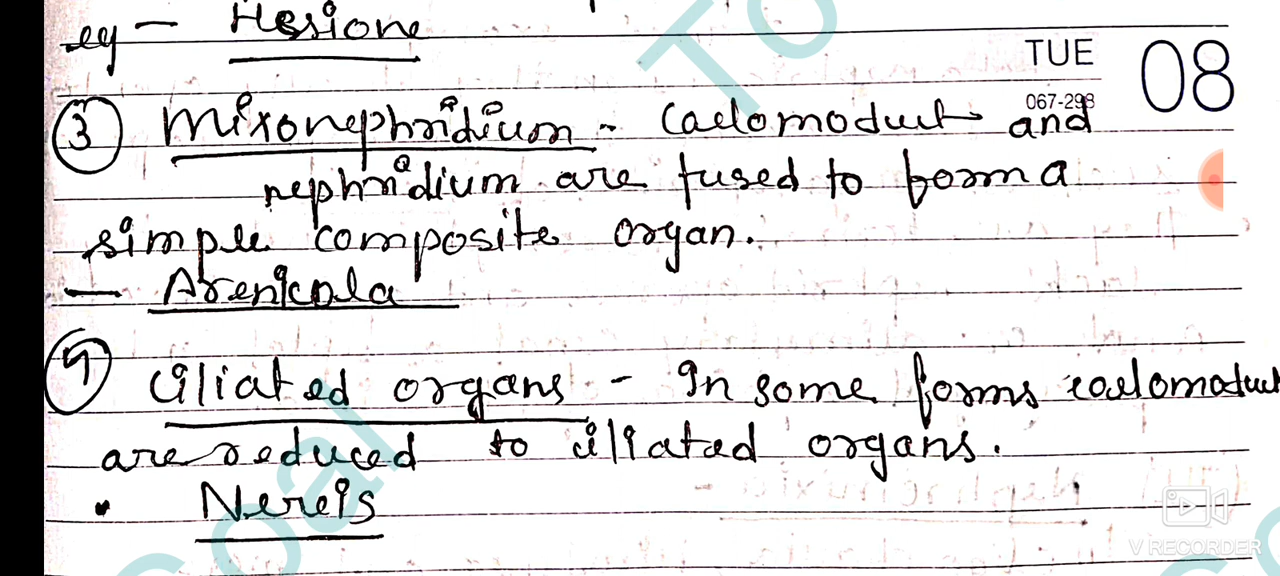 eg - Hesione
TUE 08
067-298
③ Mixonephridium - Caelomoduct and
nephridium are fused to form a
simple composite organ.
— Arenicola
④ Ciliated organs - In some forms coelomoduct
are reduced to ciliated organs.
• Nereis
V RECORDER